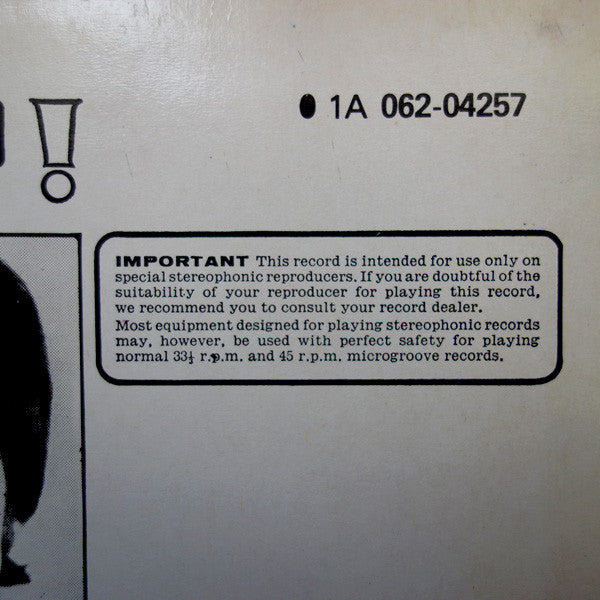 1A 062-04257
!
IMPORTANT This record is intended for use only on
special stereophonic reproducers. If you are doubtful of the
suitability of your reproducer for playing this record,
we recommend you to consult your record dealer.
Most equipment designed for playing stereophonic records
may, however, be used with perfect safety for playing
normal 33⅓ r.p.m. and 45 r.p.m. microgroove records.